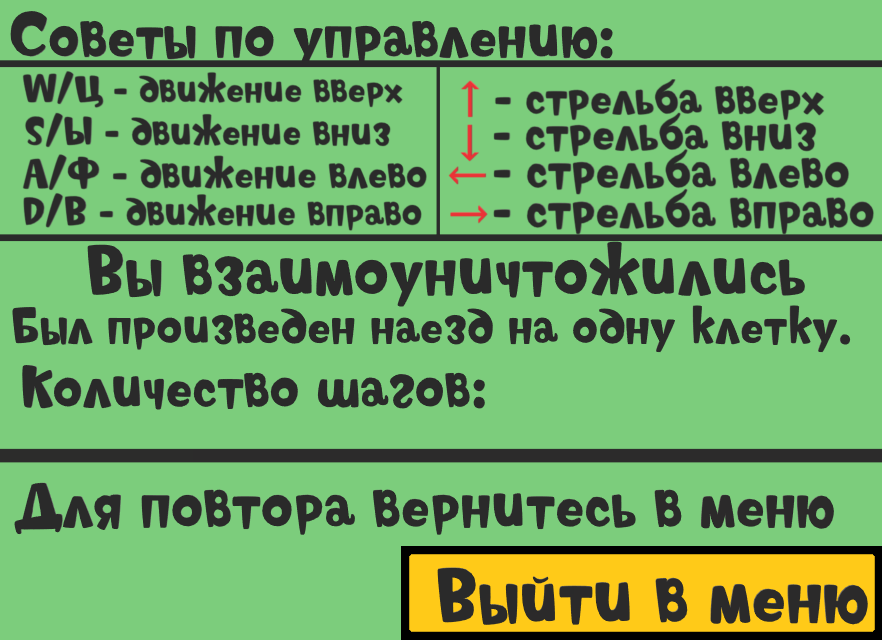 Советы по управлению:
W/Ц - движение вверх
S/Ы - движение вниз
A/Ф - движение влево
D/В - движение вправо
↑ - стрельба вверх
↓ - стрельба вниз
← - стрельба влево
→ - стрельба вправо
Вы взаимоуничтожились
Был произведен наезд на одну клетку.
Количество шагов:
Для повтора вернитесь в меню
Выйти в меню